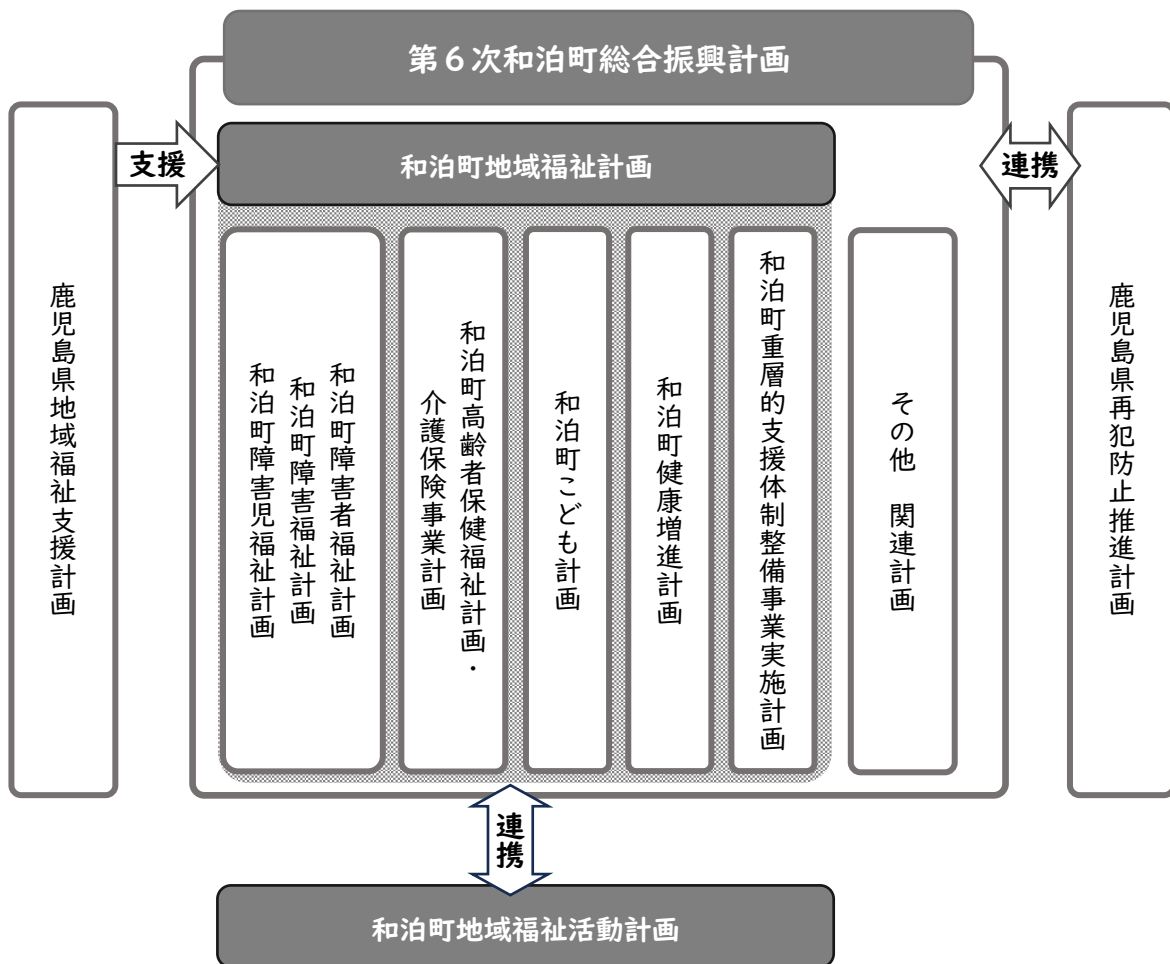 第6次和泊町総合振興計画
和泊町地域福祉計画
支援
連携
鹿児島県地域福祉支援計画
和泊町障害者福祉計画
和泊町障害福祉計画
和泊町障害児福祉計画
和泊町高齢者保健福祉計画・
介護保険事業計画
和泊町こども計画
和泊町健康増進計画
和泊町重層的支援体制整備事業実施計画
その他 関連計画
鹿児島県再犯防止推進計画
連携
和泊町地域福祉活動計画